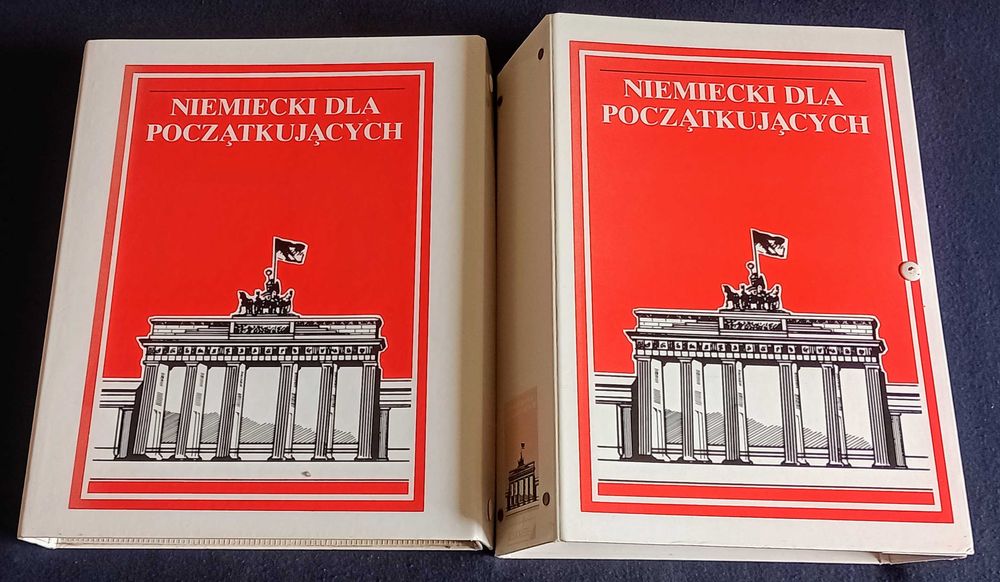 NIEMIECKI DLA
POCZĄTKUJĄCYCH
NIEMIECKI DLA
POCZĄTKUJĄCYCH